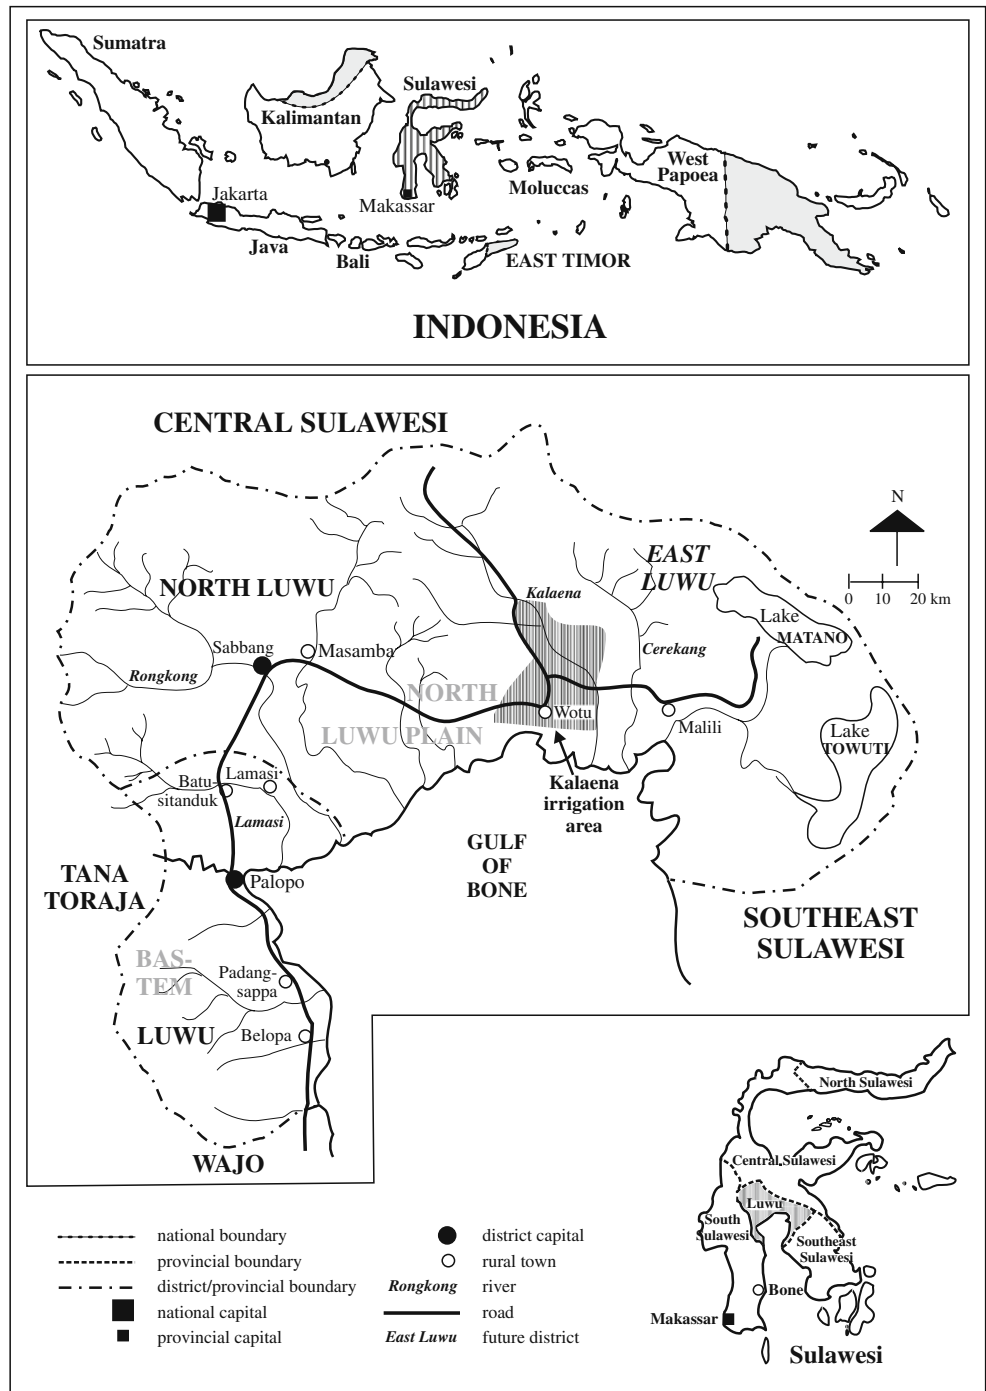 Sumatra
Sulawesi
Kalimantan
West
Papoea
Moluccas
Jakarta
Makassar
Java
Bali
EAST TIMOR
INDONESIA
CENTRAL SULAWESI
N
EAST
LUWU
0 10 20 km
NORTH LUWU
Kalaena
Lake
MATANO
Sabbang
Masamba
Cerekang
Rongkong
NORTH
LUWU PLAIN
Wotu
Malili
Lake
TOWUTI
Lamasi
Batu-
sitanduk
Lamasi
Kalaena
irrigation
area
GULF
OF
BONE
TANA
TORAJA
Palopo
SOUTHEAST
SULAWESI
BAS-
TEM
Padang-
sappa
LUWU
Belopa
WAJO
North Sulawesi
Central Sulawesi
Luwu
South
Sulawesi
Southeast
Sulawesi
Bone
Makassar
Sulawesi
national boundary
provincial boundary
district/provincial boundary
national capital
provincial capital
district capital
rural town
Rongkong river
road
East Luwu future district